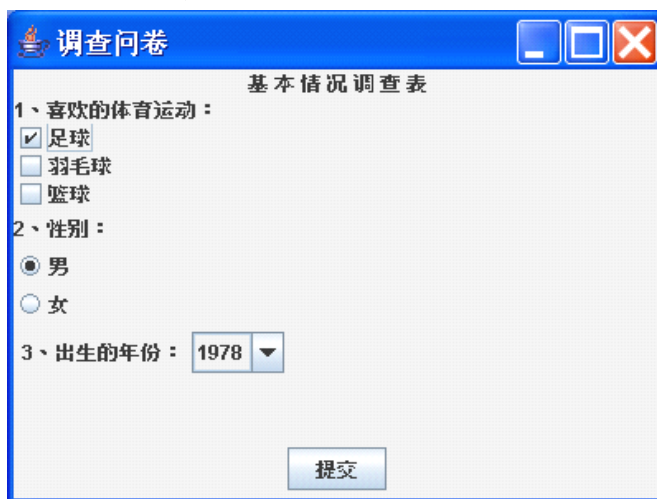 调查问卷
基本情况调查表
1、喜欢的体育运动：
足球
羽毛球
篮球
2、性别：
男
女
3、出生的年份： 1978
提交